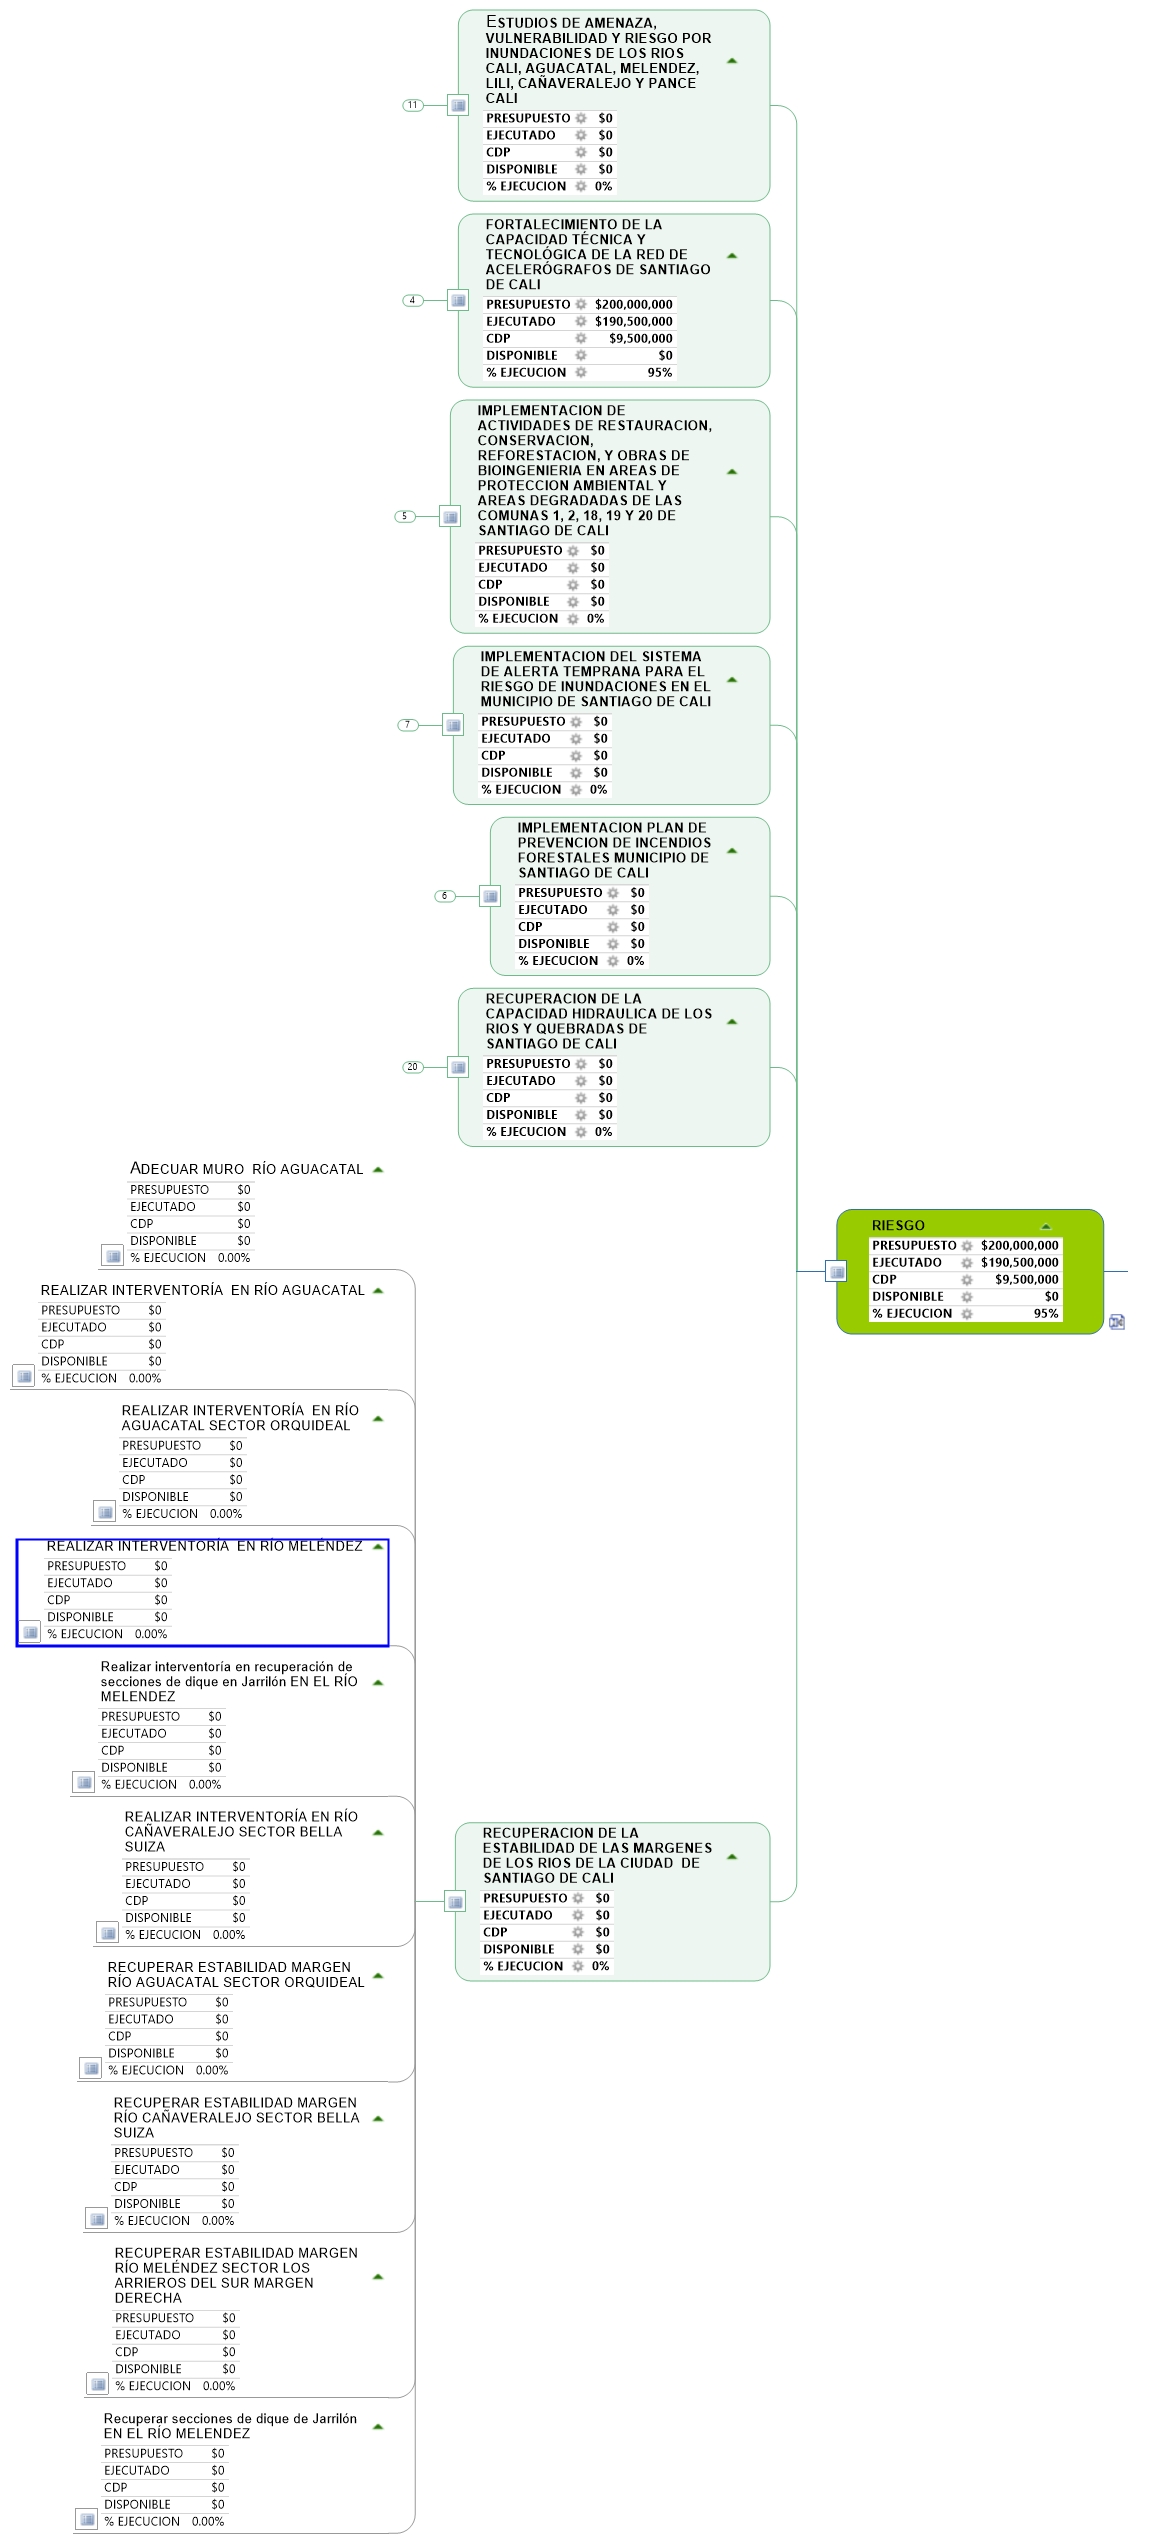 ESTUDIOS DE AMENAZA,
VULNERABILIDAD Y RIESGO POR
INUNDACIONES DE LOS RIOS
CALI, AGUACATAL, MELENDEZ,
LILI, CAÑAVERALEJO Y PANCE
CALI
11
PRESUPUESTO $0
EJECUTADO $0
CDP $0
DISPONIBLE $0
% EJECUCION 0%
FORTALECIMIENTO DE LA
CAPACIDAD TÉCNICA Y
TECNOLÓGICA DE LA RED DE
ACELERÓGRAFOS DE SANTIAGO
DE CALI
4
PRESUPUESTO $200,000,000
EJECUTADO $190,500,000
CDP $9,500,000
DISPONIBLE $0
% EJECUCION 95%
IMPLEMENTACION DE
ACTIVIDADES DE RESTAURACION,
CONSERVACION,
REFORESTACION, Y OBRAS DE
BIOINGENIERIA EN AREAS DE
PROTECCION AMBIENTAL Y
AREAS DEGRADADAS DE LAS
COMUNAS 1, 2, 18, 19 Y 20 DE
SANTIAGO DE CALI
5
PRESUPUESTO $0
EJECUTADO $0
CDP $0
DISPONIBLE $0
% EJECUCION 0%
IMPLEMENTACION DEL SISTEMA
DE ALERTA TEMPRANA PARA EL
RIESGO DE INUNDACIONES EN EL
MUNICIPIO DE SANTIAGO DE CALI
7
PRESUPUESTO $0
EJECUTADO $0
CDP $0
DISPONIBLE $0
% EJECUCION 0%
IMPLEMENTACION PLAN DE
PREVENCION DE INCENDIOS
FORESTALES MUNICIPIO DE
SANTIAGO DE CALI
6
PRESUPUESTO $0
EJECUTADO $0
CDP $0
DISPONIBLE $0
% EJECUCION 0%
RECUPERACION DE LA
CAPACIDAD HIDRAULICA DE LOS
RIOS Y QUEBRADAS DE
SANTIAGO DE CALI
20
PRESUPUESTO $0
EJECUTADO $0
CDP $0
DISPONIBLE $0
% EJECUCION 0%
ADECUAR MURO RÍO AGUACATAL
PRESUPUESTO $0
EJECUTADO $0
CDP $0
DISPONIBLE $0
% EJECUCION 0.00%
RIESGO
PRESUPUESTO $200,000,000
EJECUTADO $190,500,000
CDP $9,500,000
DISPONIBLE $0
% EJECUCION 95%
REALIZAR INTERVENTORÍA EN RÍO AGUACATAL
PRESUPUESTO $0
EJECUTADO $0
CDP $0
DISPONIBLE $0
% EJECUCION 0.00%
REALIZAR INTERVENTORÍA EN RÍO
AGUACATAL SECTOR ORQUIDEAL
PRESUPUESTO $0
EJECUTADO $0
CDP $0
DISPONIBLE $0
% EJECUCION 0.00%
REALIZAR INTERVENTORÍA EN RÍO MELÉNDEZ
PRESUPUESTO $0
EJECUTADO $0
CDP $0
DISPONIBLE $0
% EJECUCION 0.00%
Realizar interventoría en recuperación de
secciones de dique en Jarrilón EN EL RÍO
MELENDEZ
PRESUPUESTO $0
EJECUTADO $0
CDP $0
DISPONIBLE $0
% EJECUCION 0.00%
REALIZAR INTERVENTORÍA EN RÍO
CAÑAVERALEJO SECTOR BELLA
SUIZA
PRESUPUESTO $0
EJECUTADO $0
CDP $0
DISPONIBLE $0
% EJECUCION 0.00%
RECUPERACION DE LA
ESTABILIDAD DE LAS MARGENES
DE LOS RIOS DE LA CIUDAD DE
SANTIAGO DE CALI
PRESUPUESTO $0
EJECUTADO $0
CDP $0
DISPONIBLE $0
% EJECUCION 0%
RECUPERAR ESTABILIDAD MARGEN
RÍO AGUACATAL SECTOR ORQUIDEAL
PRESUPUESTO $0
EJECUTADO $0
CDP $0
DISPONIBLE $0
% EJECUCION 0.00%
RECUPERAR ESTABILIDAD MARGEN
RÍO CAÑAVERALEJO SECTOR BELLA
SUIZA
PRESUPUESTO $0
EJECUTADO $0
CDP $0
DISPONIBLE $0
% EJECUCION 0.00%
RECUPERAR ESTABILIDAD MARGEN
RÍO MELÉNDEZ SECTOR LOS
ARRIEROS DEL SUR MARGEN
DERECHA
PRESUPUESTO $0
EJECUTADO $0
CDP $0
DISPONIBLE $0
% EJECUCION 0.00%
Recuperar secciones de dique de Jarrilón
EN EL RÍO MELENDEZ
PRESUPUESTO $0
EJECUTADO $0
CDP $0
DISPONIBLE $0
% EJECUCION 0.00%